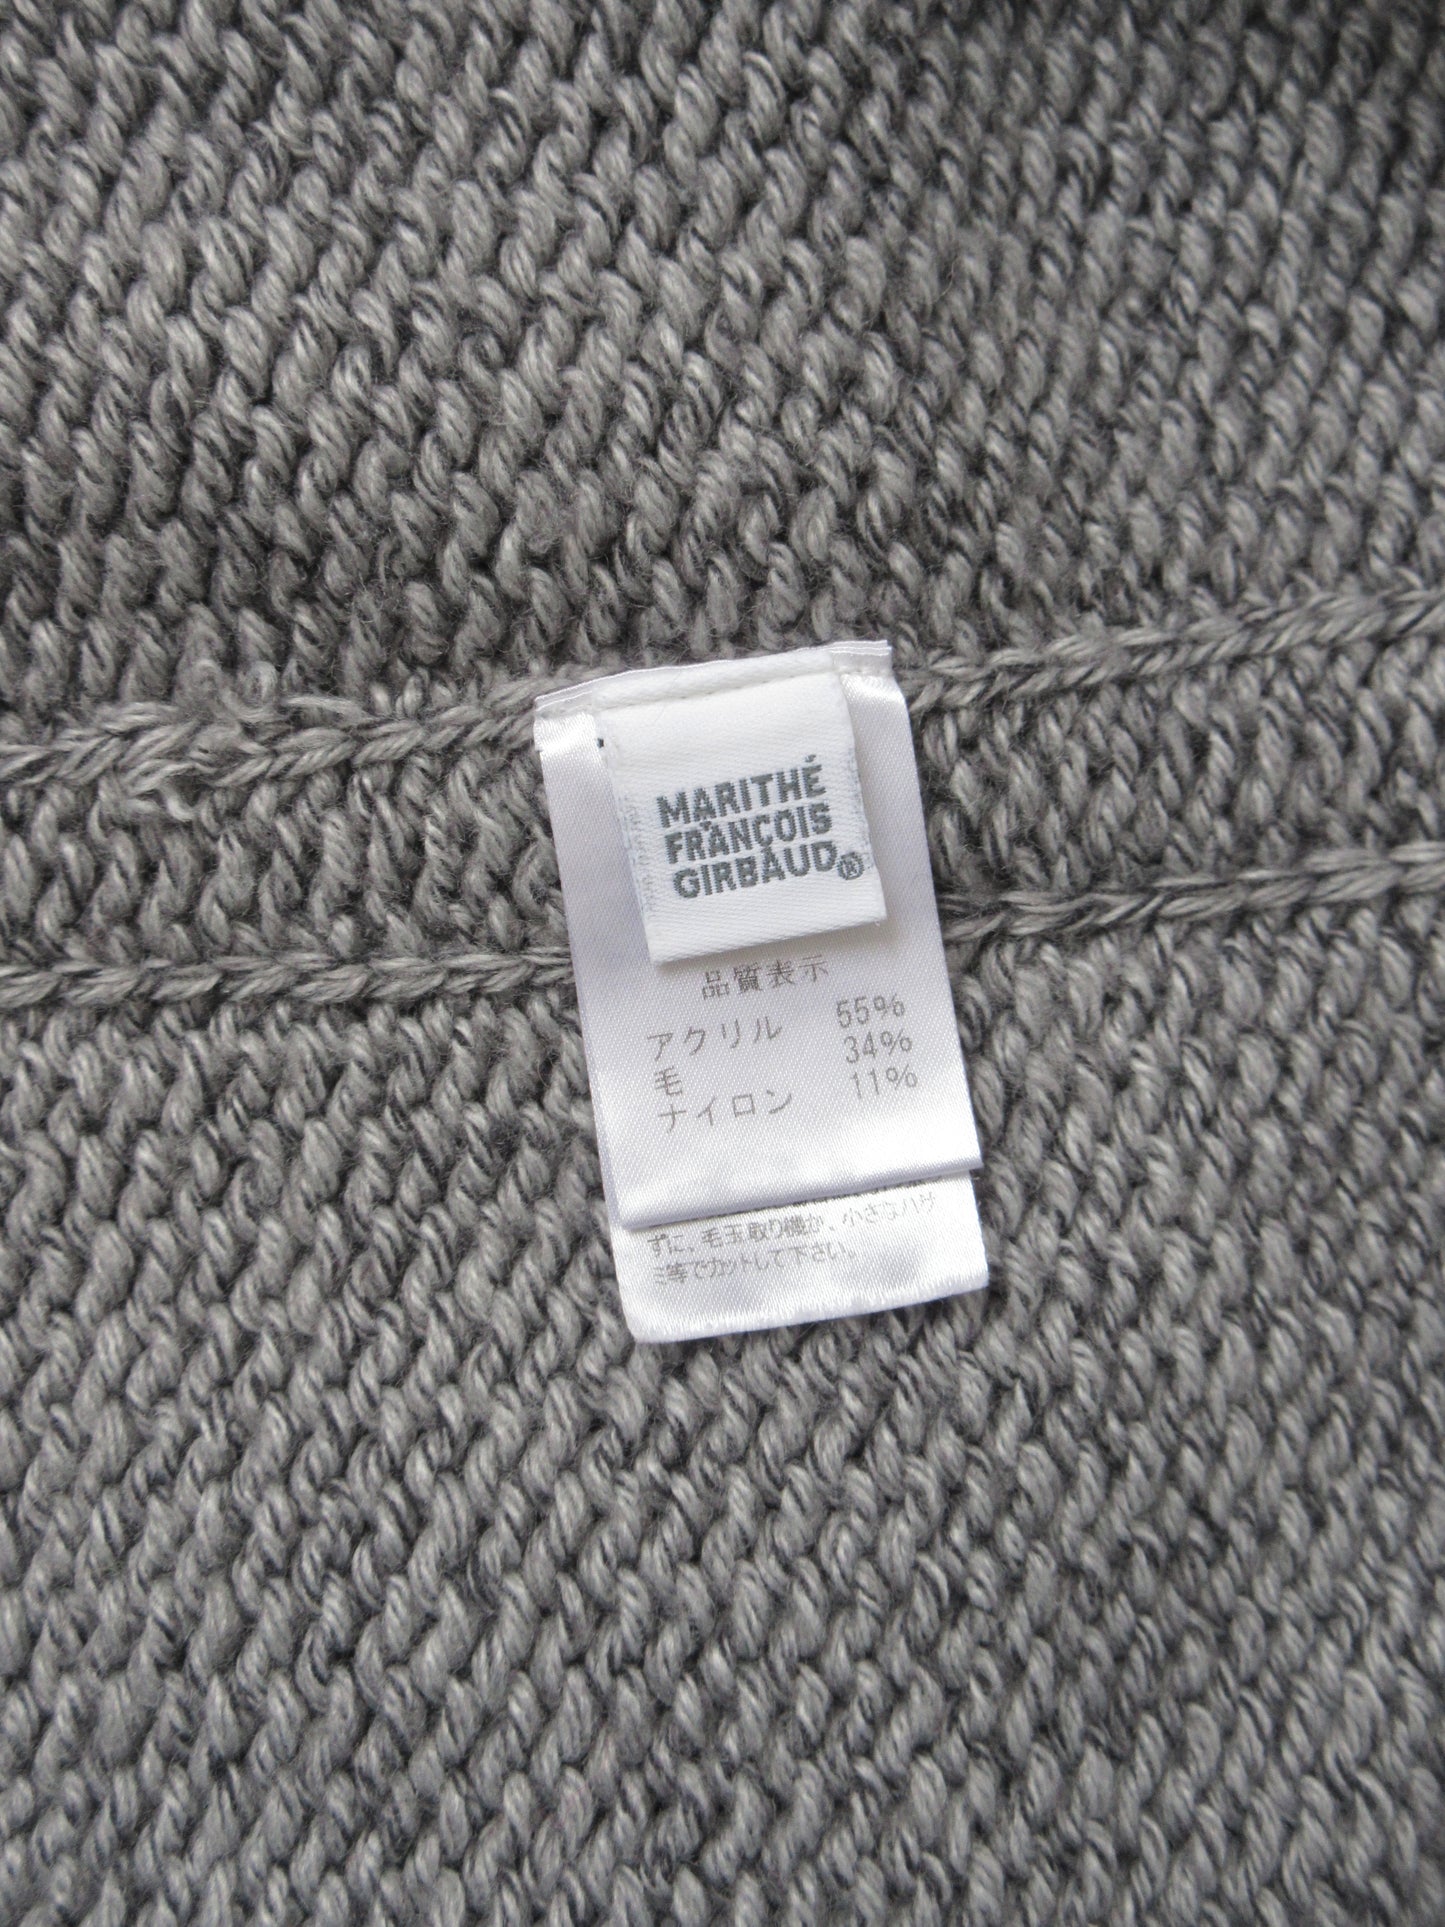 MARITHÉ
FRANÇOIS
GIRBAUD®
品質表示
アクリル 55%
毛 34%
ナイロン 11%
ずに、毛玉取り機か、小さなハサ
ミ等でカットして下さい。